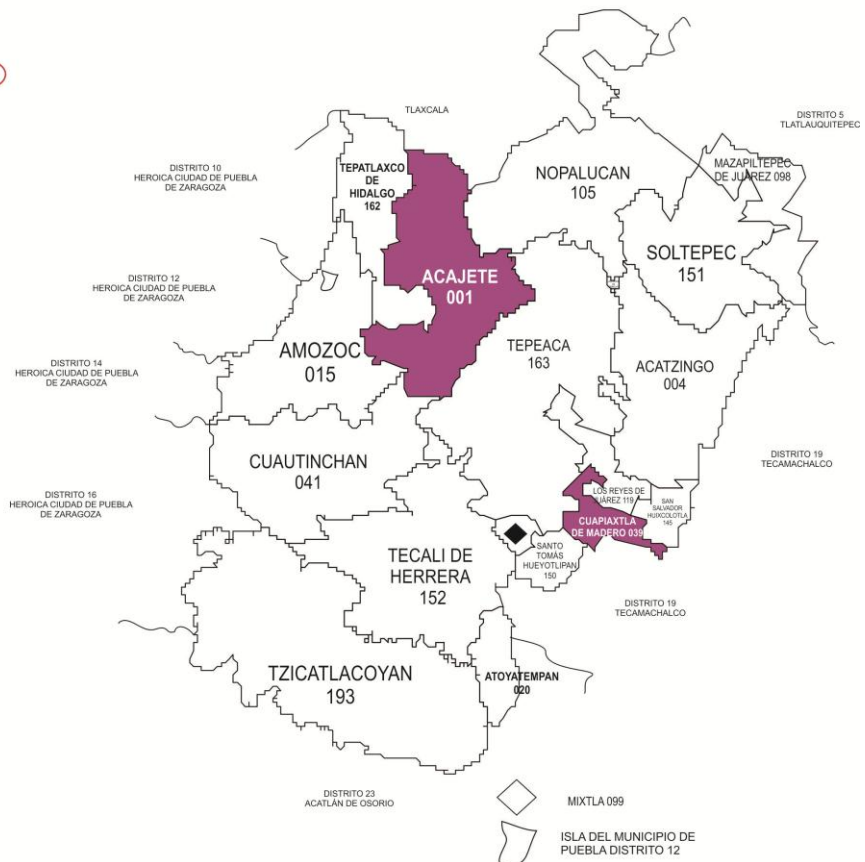 TLAXCALA
DISTRITO 5
TLATLAUQUITEPEC
DISTRITO 10
HEROICA CIUDAD DE PUEBLA
DE ZARAGOZA
TEPATLAXCO
DE
HIDALGO
162
NOPALUCAN
105
MAZAPILTEPEC
DE JUÁREZ 098
SOLTEPEC
151
ACAJETE
001
DISTRITO 12
HEROICA CIUDAD DE PUEBLA
DE ZARAGOZA
AMOZOC
015
TEPEACA
163
ACATZINGO
004
DISTRITO 14
HEROICA CIUDAD DE PUEBLA
DE ZARAGOZA
CUAUTINCHAN
041
DISTRITO 19
TECAMACHALCO
DISTRITO 16
HEROICA CIUDAD DE PUEBLA
DE ZARAGOZA
LOS REYES DE
JUÁREZ 119
SAN
SALVADOR
HUIXCOLOTLA
145
CUAPIAXTLA
DE MADERO 039
SANTO
TOMÁS
HUEYOTLIPAN
150
TECALI DE
HERRERA
152
DISTRITO 19
TECAMACHALCO
TZICATLACOYAN
193
ATOYATEMPAN
020
DISTRITO 23
ACATLÁN DE OSORIO
MIXTLA 099
ISLA DEL MUNICIPIO DE
PUEBLA DISTRITO 12